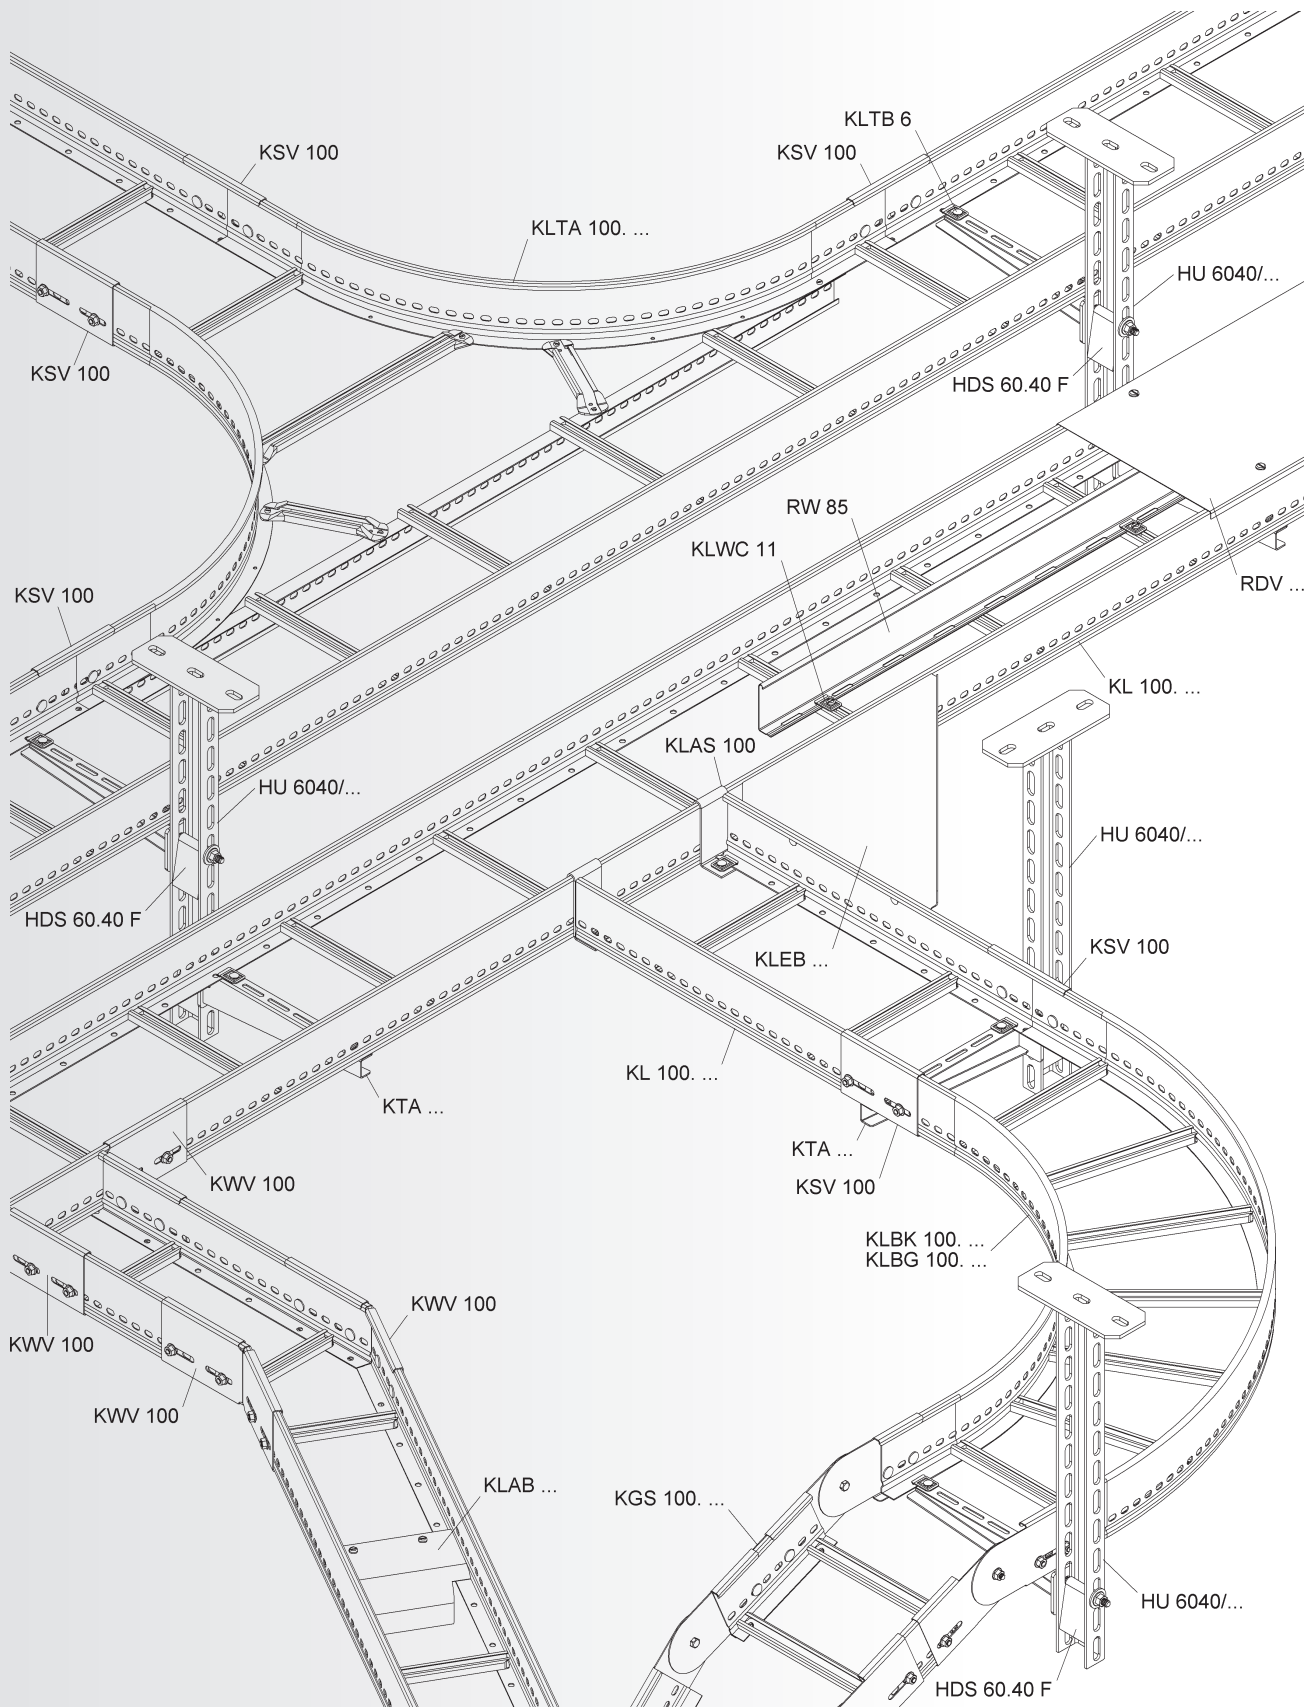 KLTB 6
KSV 100
KSV 100
KLTA 100. ...
HU 6040/...
KSV 100
HDS 60.40 F
RW 85
KLWC 11
RDV ...
KSV 100
KL 100. ...
KLAS 100
HU 6040/...
HU 6040/...
HDS 60.40 F
KLEB ...
KSV 100
KL 100. ...
KTA ...
KTA ...
KWV 100
KSV 100
KLBK 100. ...
KLBG 100. ...
KWV 100
KWV 100
KWV 100
KLAB ...
KGS 100. ...
HU 6040/...
HDS 60.40 F